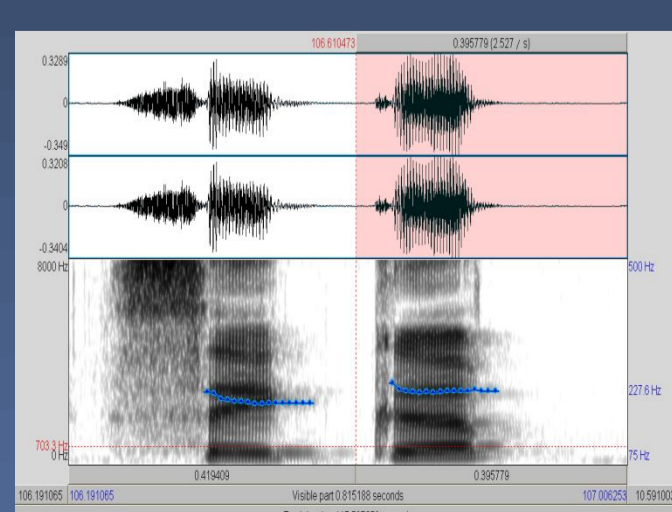 106.610473 0.395779 (2.527 / s)
0.3289
0
-0.349
0.3208
0
-0.3404
8000 Hz 500 Hz
227.6 Hz
703.3 Hz
0 Hz 75 Hz
0.419409 0.395779
106.191065 106.191065 Visible part 0.815188 seconds 107.006253 10.591003